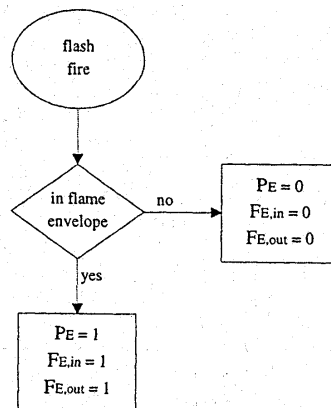 flash
fire
in flame
envelope
no
PE = 0
FE,in = 0
FE,out = 0
yes
PE = 1
FE,in = 1
FE,out = 1